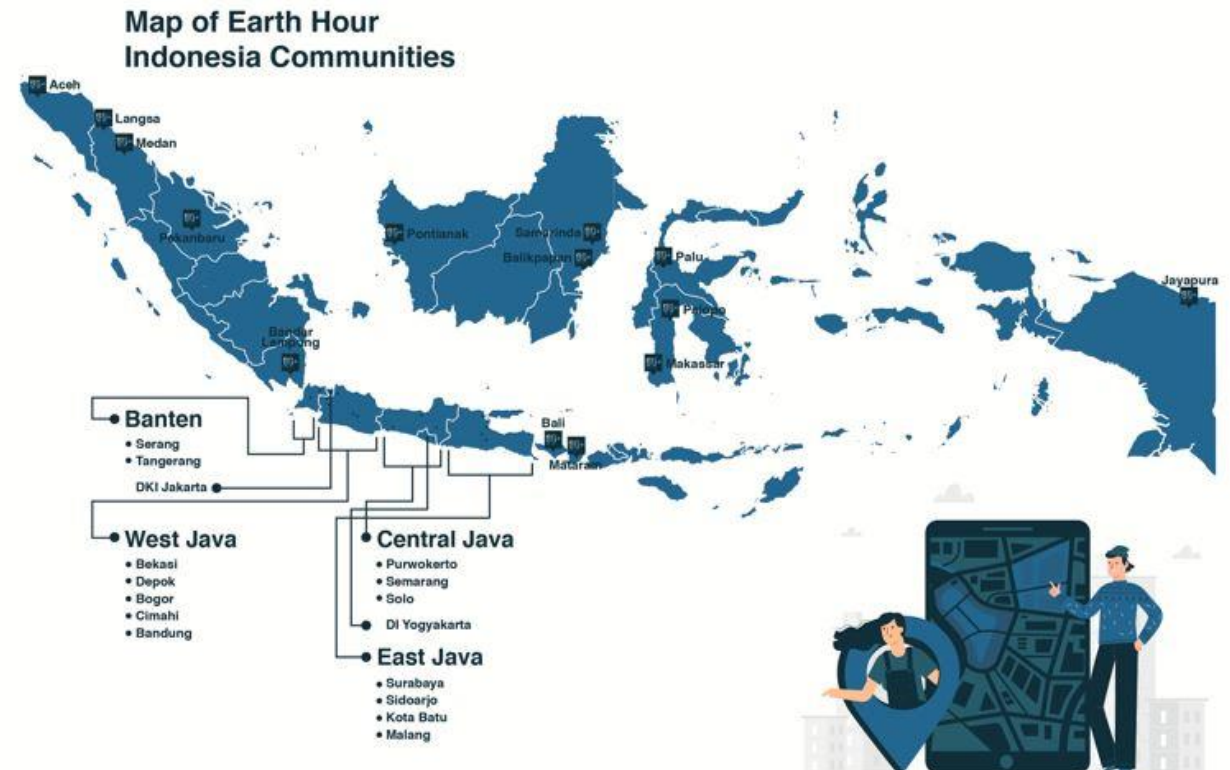 Map of Earth Hour
Indonesia Communities
Aceh
Langsa
Medan
Pekanbaru
Bandar
Lampung
Pontianak
Samarinda
Balikpapan
Palu
Palopo
Makassar
Jayapura
Bali
Mataram
Banten
• Serang
• Tangerang
DKI Jakarta
West Java
• Bekasi
• Depok
• Bogor
• Cimahi
• Bandung
Central Java
• Purwokerto
• Semarang
• Solo
DI Yogyakarta
East Java
• Surabaya
• Sidoarjo
• Kota Batu
• Malang